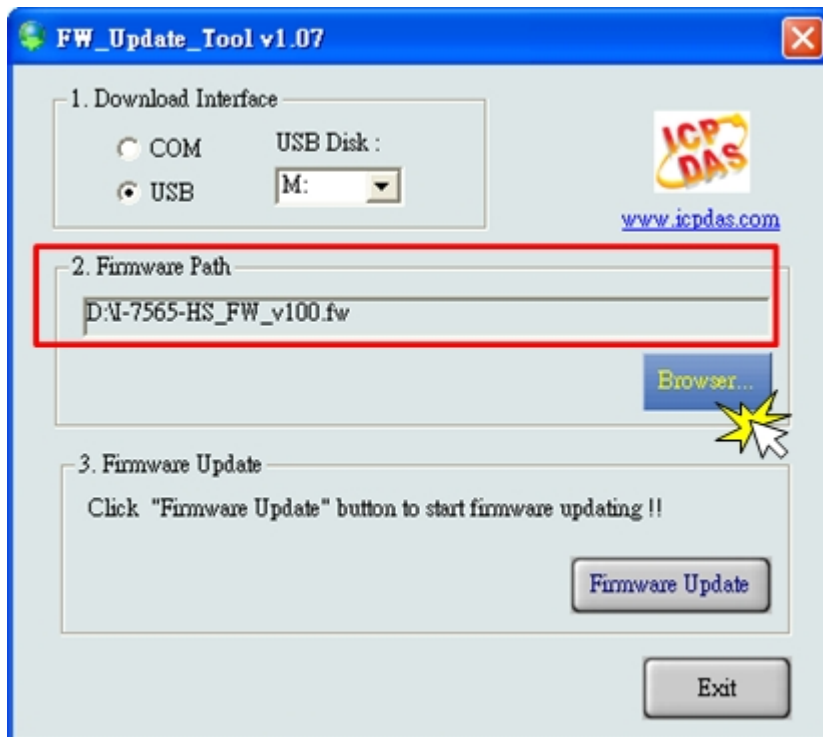 FW_Update_Tool v1.07
1. Download Interface
COM
USB Disk :
USB
M:
ICP
DAS
www.icpdas.com
2. Firmware Path
D:\I-7565-HS_FW_v100.fw
Browser...
3. Firmware Update
Click "Firmware Update" button to start firmware updating !!
Firmware Update
Exit